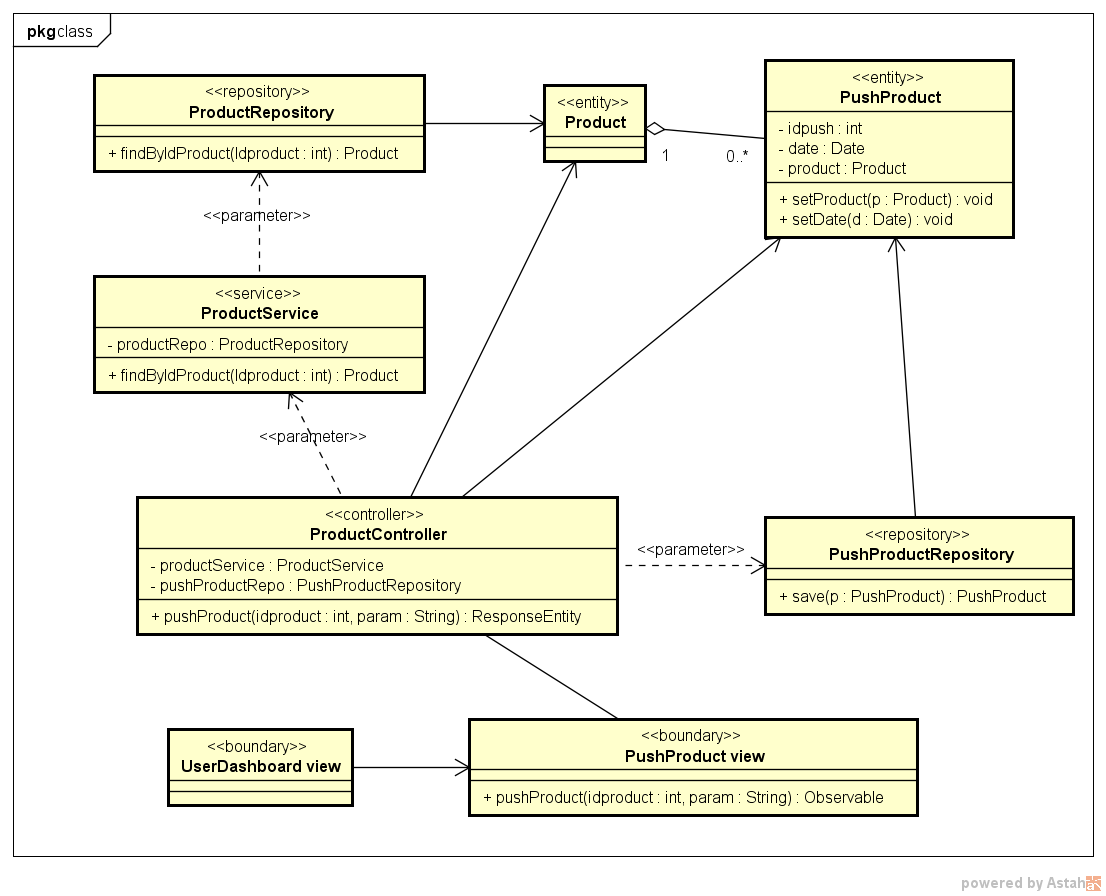 pkg class
<<repository>>
ProductRepository
+ findByIdProduct(Idproduct : int) : Product
<<entity>>
Product
1
0..*
<<entity>>
PushProduct
- idpush : int
- date : Date
- product : Product
+ setProduct(p : Product) : void
+ setDate(d : Date) : void
<<parameter>>
<<service>>
ProductService
- productRepo : ProductRepository
+ findByIdProduct(Idproduct : int) : Product
<<parameter>>
<<controller>>
ProductController
- productService : ProductService
- pushProductRepo : PushProductRepository
+ pushProduct(idproduct : int, param : String) : ResponseEntity
<<parameter>>
<<repository>>
PushProductRepository
+ save(p : PushProduct) : PushProduct
<<boundary>>
UserDashboard view
<<boundary>>
PushProduct view
+ pushProduct(idproduct : int, param : String) : Observable
powered by Astah